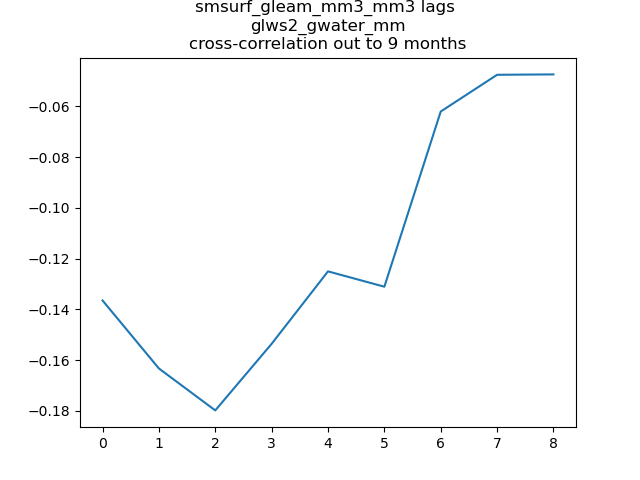 smsurf_gleam_mm3_mm3 lags
glws2_gwater_mm
cross-correlation out to 9 months
−0.06
−0.08
−0.10
−0.12
−0.14
−0.16
−0.18
0 1 2 3 4 5 6 7 8